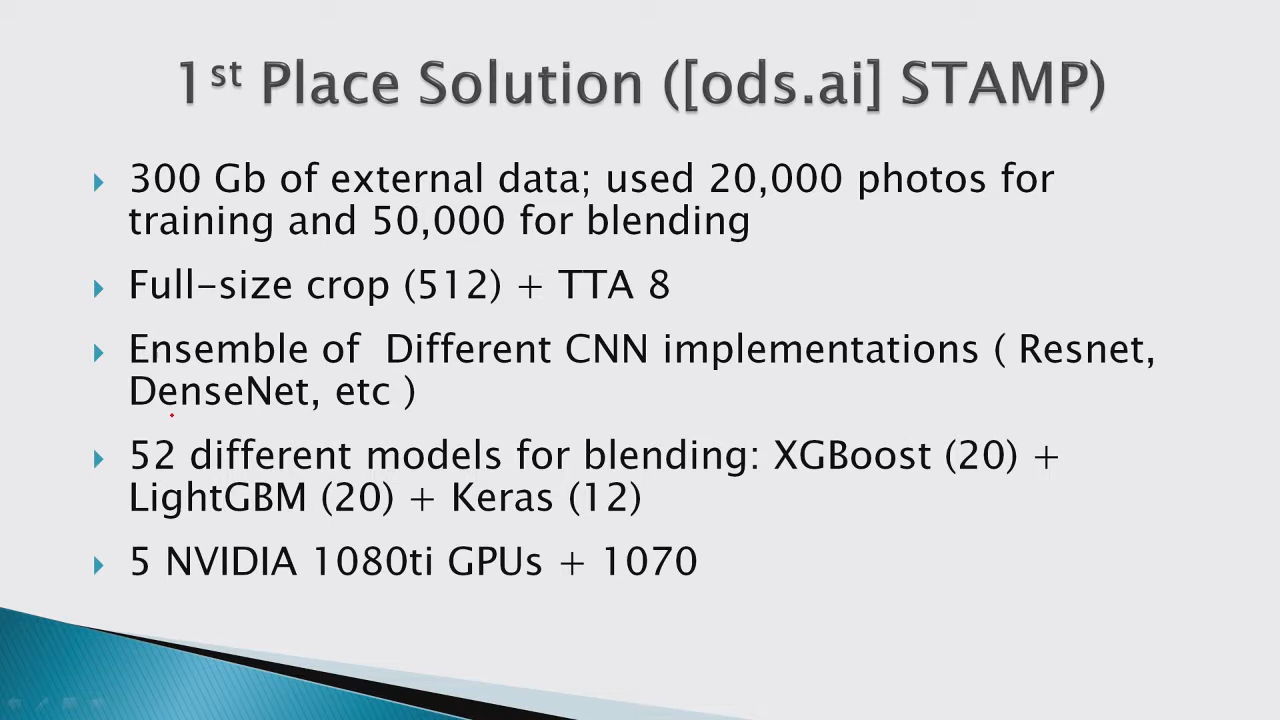 1st Place Solution ([ods.ai] STAMP)
300 Gb of external data; used 20,000 photos for
training and 50,000 for blending
Full-size crop (512) + TTA 8
Ensemble of  Different CNN implementations ( Resnet,
DenseNet, etc )
52 different models for blending: XGBoost (20) +
LightGBM (20) + Keras (12)
5 NVIDIA 1080ti GPUs + 1070